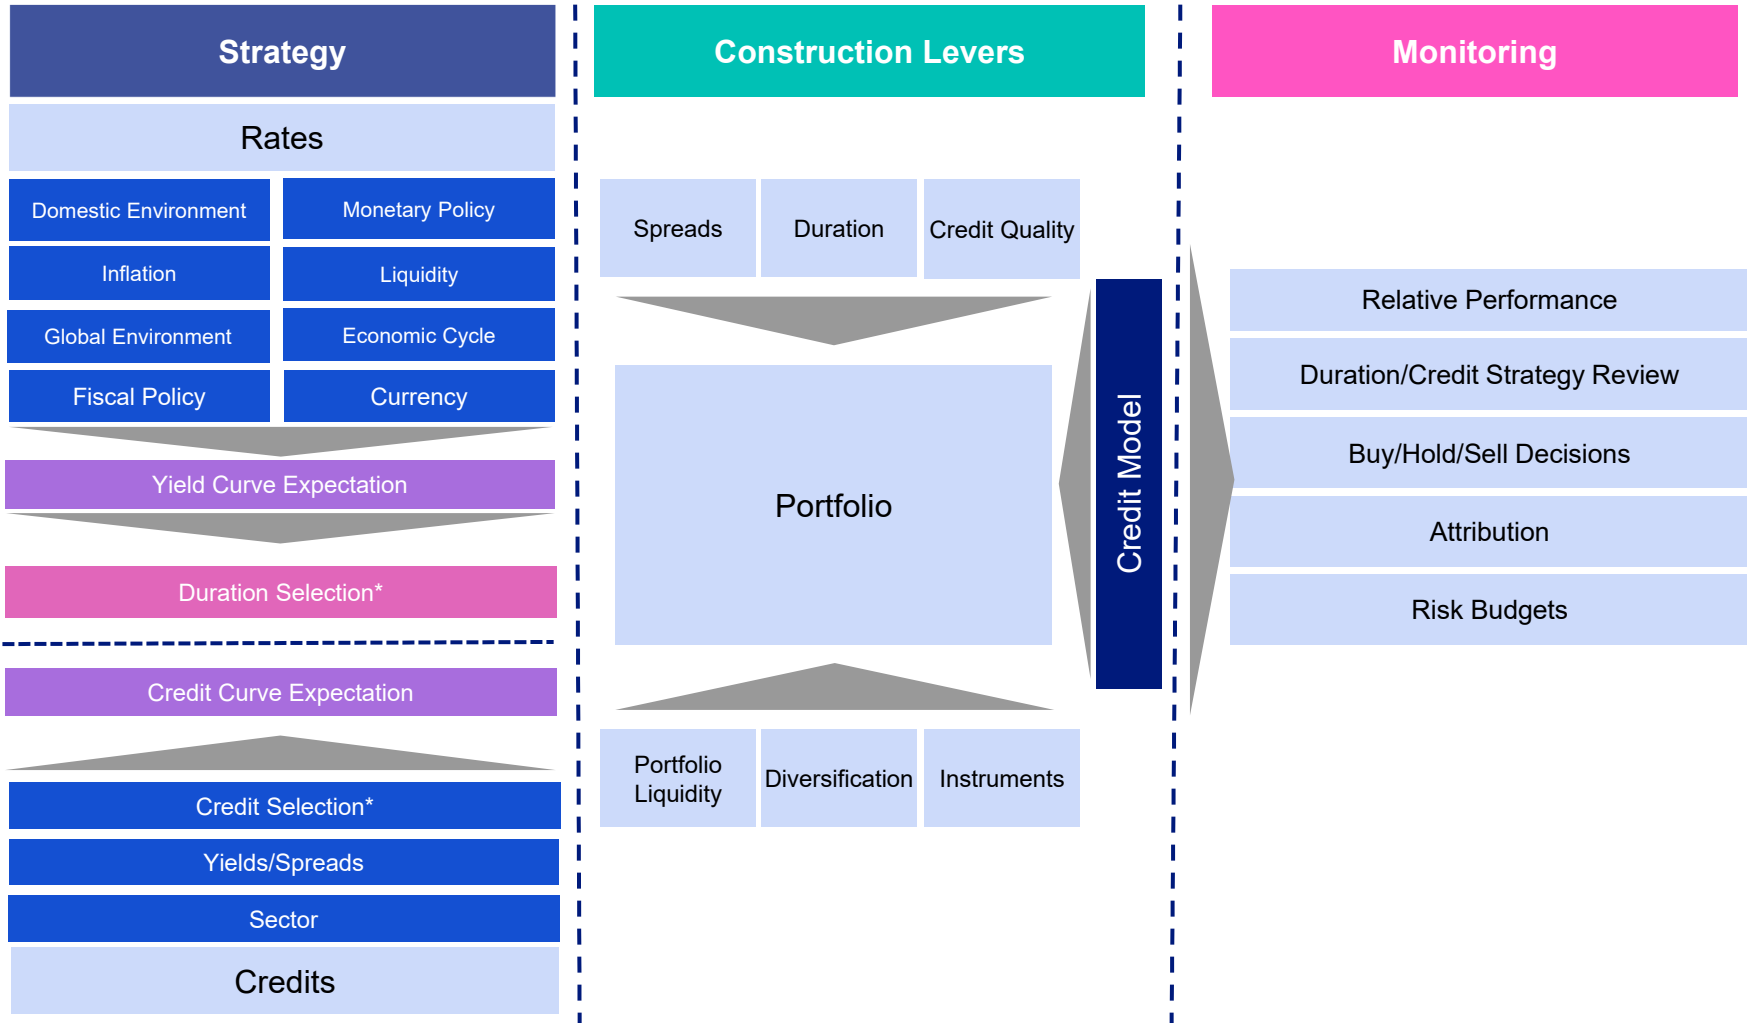 Strategy
Rates
Domestic Environment
Monetary Policy
Inflation
Liquidity
Global Environment
Economic Cycle
Fiscal Policy
Currency
Yield Curve Expectation
Duration Selection*
Credit Curve Expectation
Credit Selection*
Yields/Spreads
Sector
Credits
Construction Levers
Spreads
Duration
Credit Quality
Portfolio
Credit Model
Portfolio
Liquidity
Diversification
Instruments
Monitoring
Relative Performance
Duration/Credit Strategy Review
Buy/Hold/Sell Decisions
Attribution
Risk Budgets